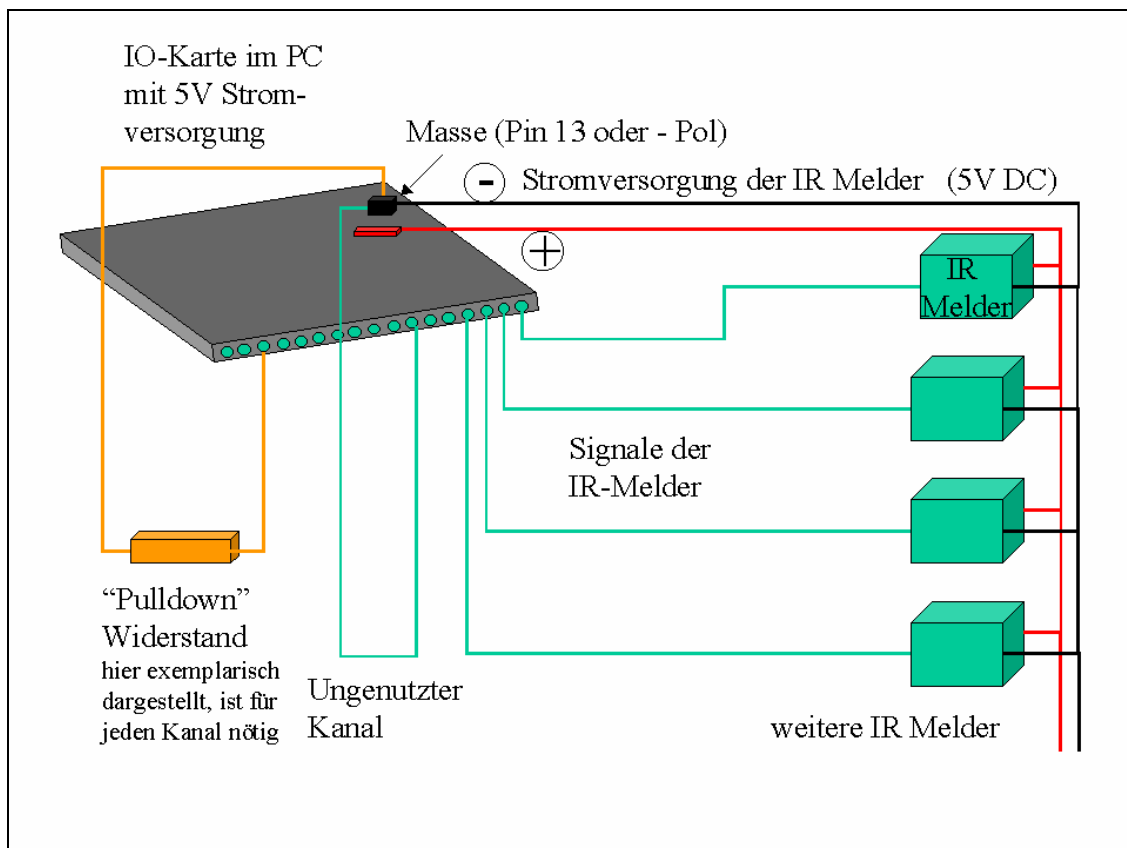 IO-Karte im PC
mit 5V Strom-
versorgung
Masse (Pin 13 oder - Pol)
- Stromversorgung der IR Melder (5V DC)
+
IR
Melder
Signale der
IR-Melder
“Pulldown”
Widerstand
hier exemplarisch
dargestellt, ist für
jeden Kanal nötig
Ungenutzter
Kanal
weitere IR Melder